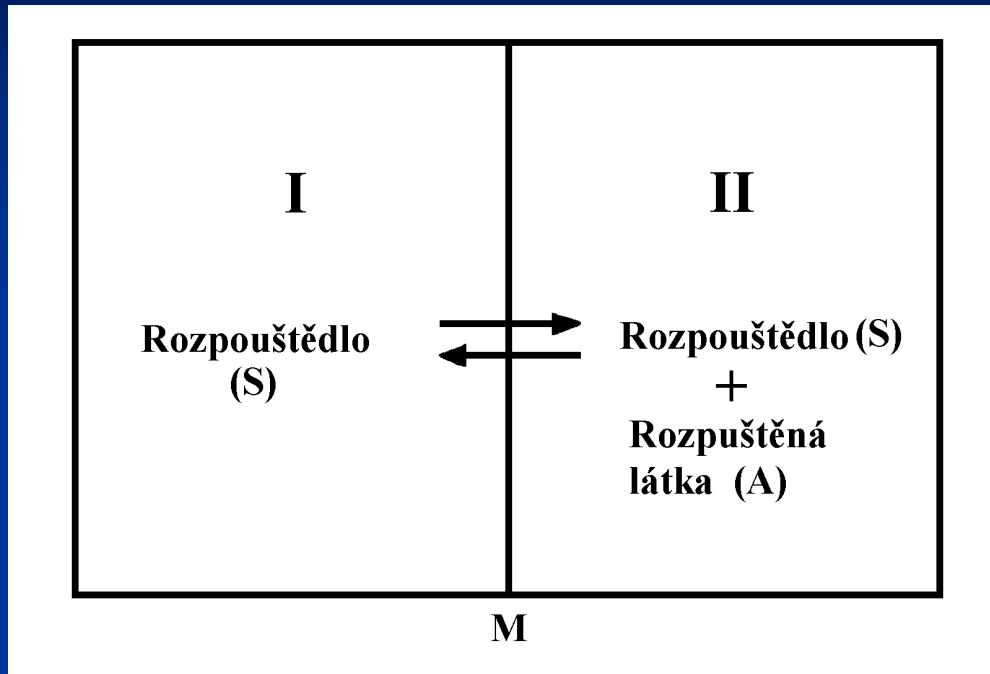 I
II
Rozpouštědlo
(S)
Rozpouštědlo (S)
+
Rozpuštěná
látka (A)
M